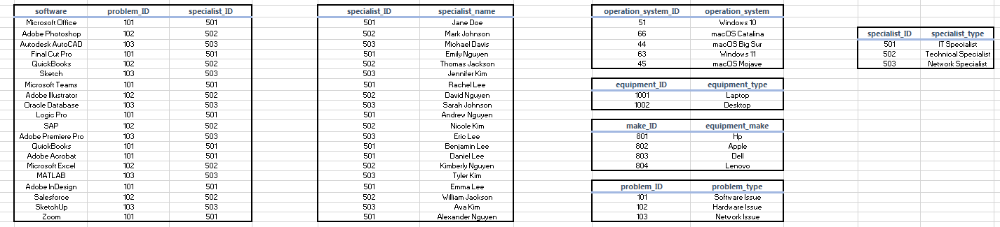 software problem_ID specialist_ID
Microsoft Office 101 501
Adobe Photoshop 102 502
Autodesk AutoCAD 103 503
Final Cut Pro 101 501
QuickBooks 102 502
Sketch 103 503
Microsoft Teams 101 501
Adobe Illustrator 102 502
Oracle Database 103 503
Logic Pro 101 501
SAP 102 502
Adobe Premiere Pro 103 503
QuickBooks 101 501
Adobe Acrobat 101 501
Microsoft Excel 102 502
MATLAB 103 503
Adobe InDesign 101 501
Salesforce 102 502
SketchUp 103 503
Zoom 101 501
specialist_ID specialist_name
501 Jane Doe
502 Mark Johnson
503 Michael Davis
501 Emily Nguyen
502 Thomas Jackson
503 Jennifer Kim
501 Rachel Lee
502 David Nguyen
503 Sarah Johnson
501 Andrew Nguyen
502 Nicole Kim
503 Eric Lee
501 Benjamin Lee
501 Daniel Lee
502 Kimberly Nguyen
503 Tyler Kim
501 Emma Lee
502 William Jackson
503 Ava Kim
501 Alexander Nguyen
operation_system_ID operation_system
51 Windows 10
66 macOS Catalina
44 macOS Big Sur
63 Windows 11
45 macOS Mojave
equipment_ID equipment_type
1001 Laptop
1002 Desktop
make_ID equipment_make
801 Hp
802 Apple
803 Dell
804 Lenovo
problem_ID problem_type
101 Software Issue
102 Hardware Issue
103 Network Issue
specialist_ID specialist_type
501 IT Specialist
502 Technical Specialist
503 Network Specialist